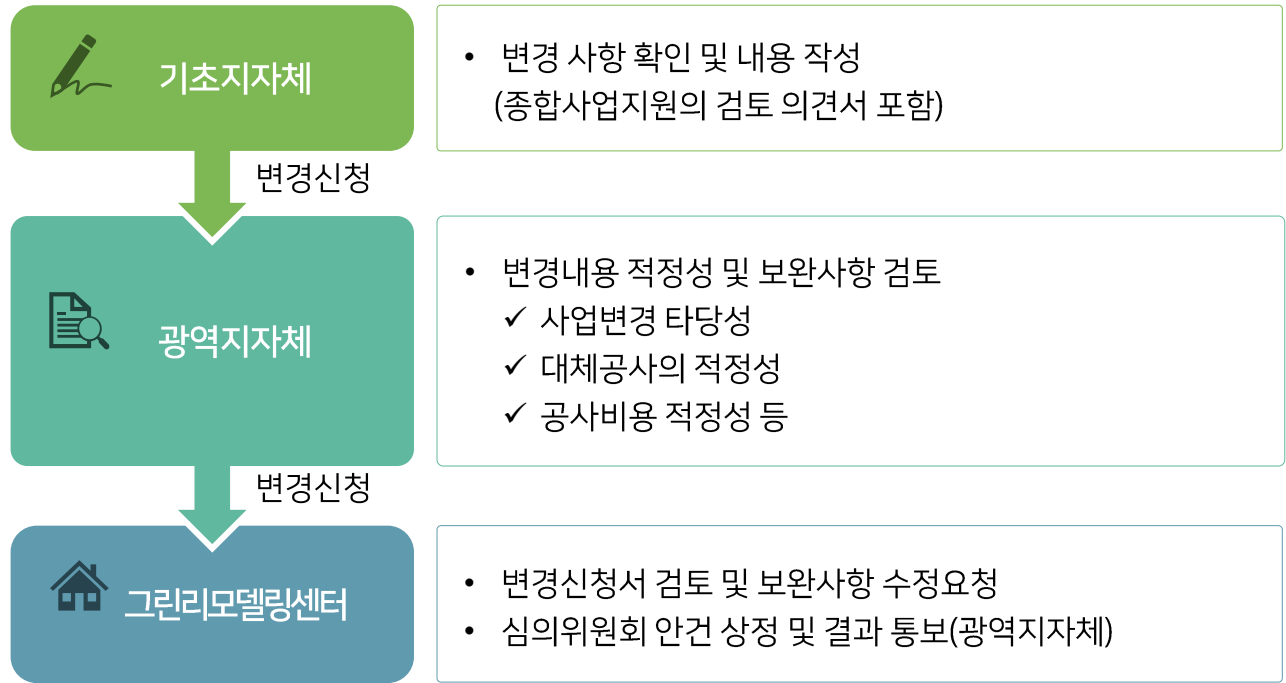 기초지자체
• 변경 사항 확인 및 내용 작성
(종합사업지원의 검토 의견서 포함)
변경신청
광역지자체
• 변경내용 적정성 및 보완사항 검토
✓ 사업변경 타당성
✓ 대체공사의 적정성
✓ 공사비용 적정성 등
변경신청
그린리모델링센터
• 변경신청서 검토 및 보완사항 수정요청
• 심의위원회 안건 상정 및 결과 통보(광역지자체)